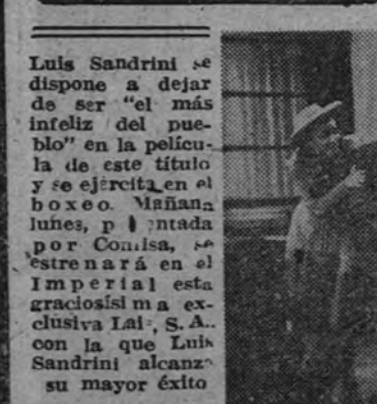 Luis Sandrini se
dispone a dejar
de ser "el más
infeliz del pue-
blo" en la pelícu-
la de este título
y se ejercita en el
boxeo. Mañana
lunes,
por Comisa, se
estrenará en el
Imperial esta
graciosísima ex-
clusiva S. A.,
con la que Luis
Sandrini alcanza
su mayor éxito